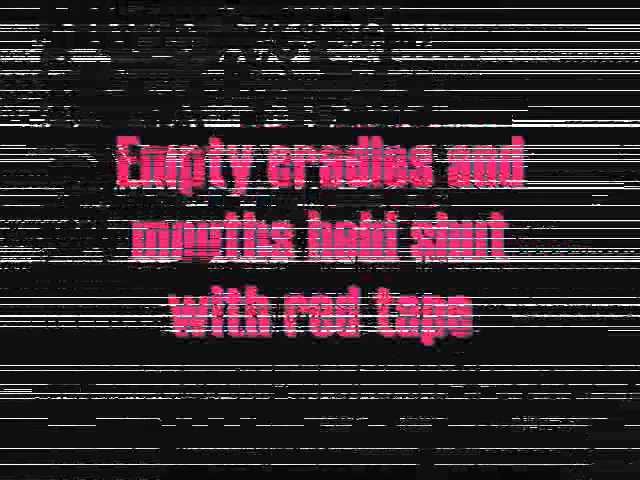 Empty cradles and
mouths held shut
with red tape